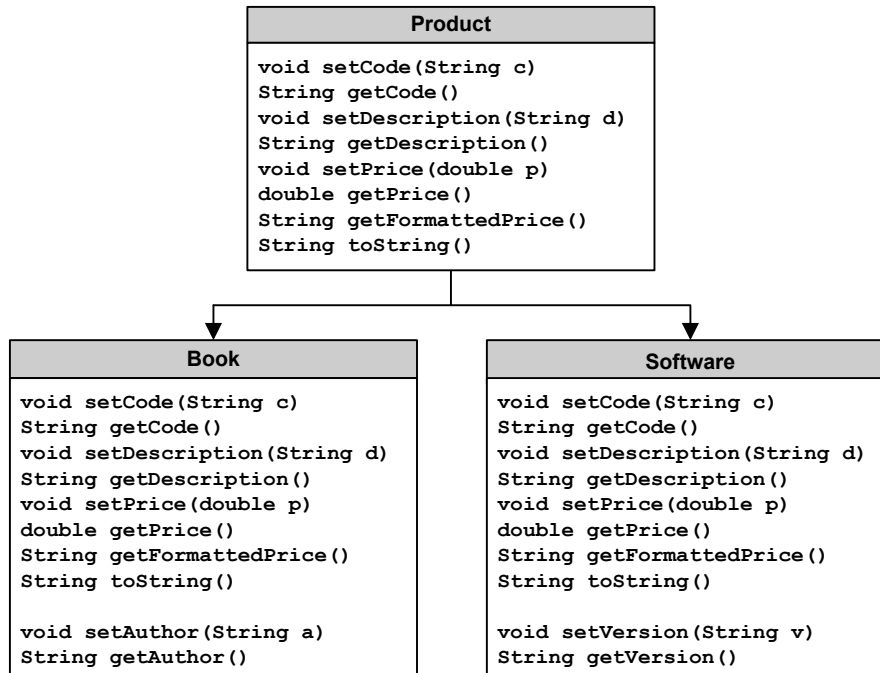 Product
void setCode(String c)
String getCode()
void setDescription(String d)
String getDescription()
void setPrice(double p)
double getPrice()
String getFormattedPrice()
String toString()
Book
void setCode(String c)
String getCode()
void setDescription(String d)
String getDescription()
void setPrice(double p)
double getPrice()
String getFormattedPrice()
String toString()
void setAuthor(String a)
String getAuthor()
Software
void setCode(String c)
String getCode()
void setDescription(String d)
String getDescription()
void setPrice(double p)
double getPrice()
String getFormattedPrice()
String toString()
void setVersion(String v)
String getVersion()